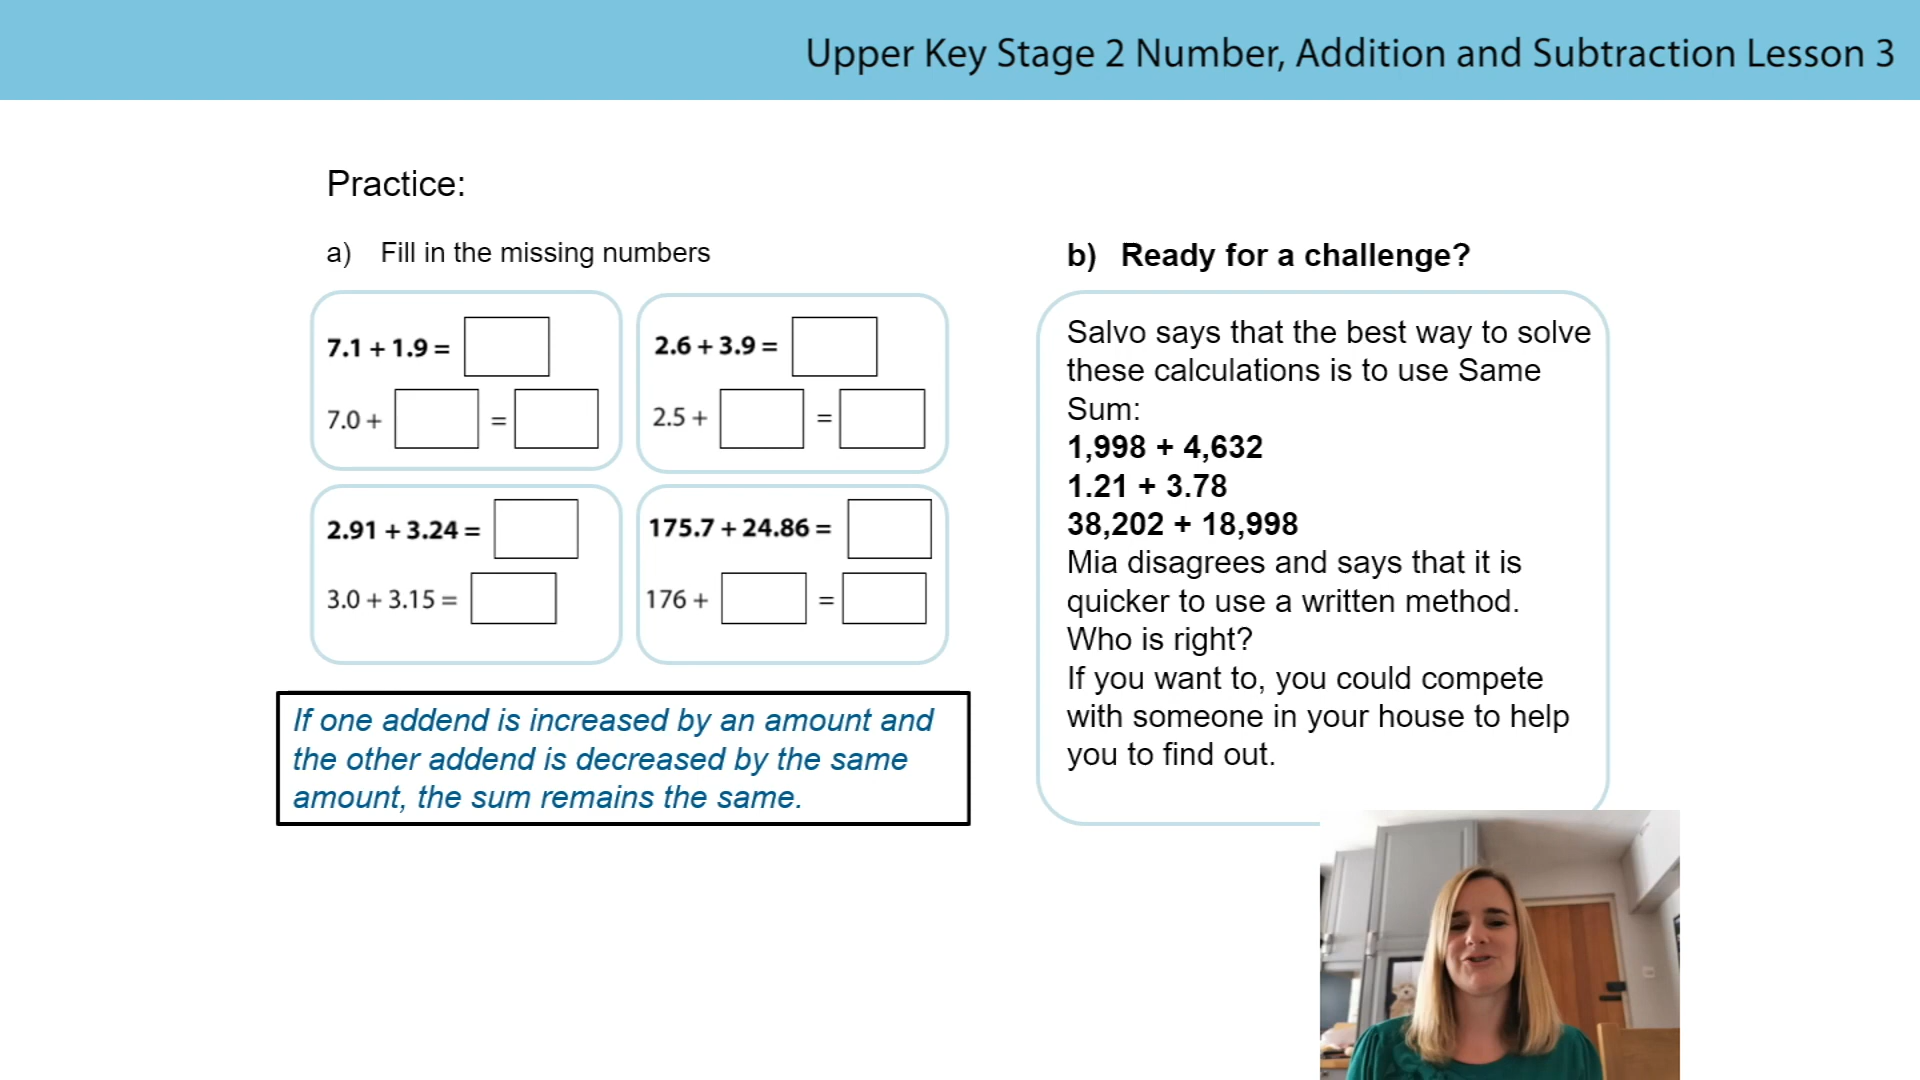 Upper Key Stage 2 Number, Addition and Subtraction Lesson 3
Practice:
a) Fill in the missing numbers
7.1 + 1.9 =
7.0 + =
2.6 + 3.9 =
2.5 + =
2.91 + 3.24 =
3.0 + 3.15 =
175.7 + 24.86 =
176 + =
If one addend is increased by an amount and
the other addend is decreased by the same
amount, the sum remains the same.
b) Ready for a challenge?
Salvo says that the best way to solve
these calculations is to use Same
Sum:
1,998 + 4,632
1.21 + 3.78
38,202 + 18,998
Mia disagrees and says that it is
quicker to use a written method.
Who is right?
If you want to, you could compete
with someone in your house to help
you to find out.